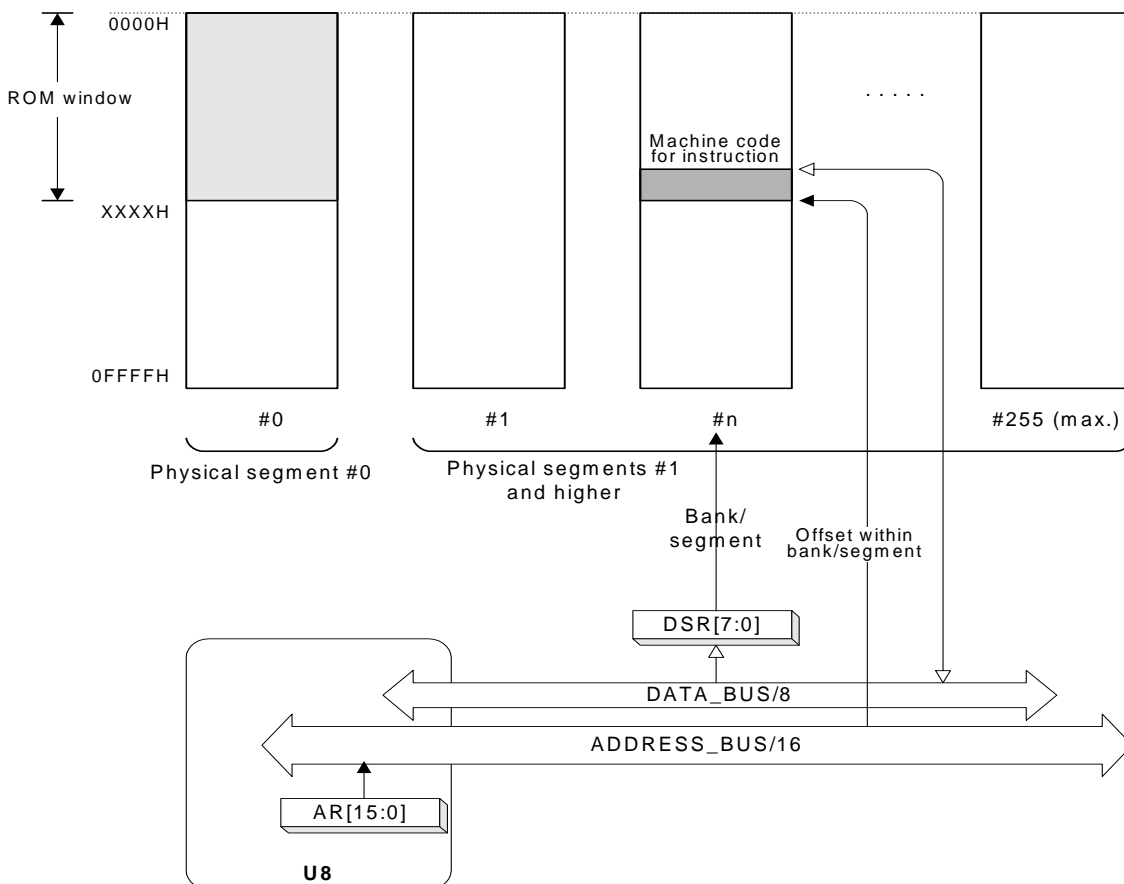 0000H
ROM window
XXXXH
0FFFFH
Machine code
for instruction
. . . . .
#0
#1
#n
#255 (max.)
Physical segment #0
Physical segments #1
and higher
Bank/
segment
Offset within
bank/segment
DSR[7:0]
DATA_BUS/8
ADDRESS_BUS/16
AR[15:0]
U8